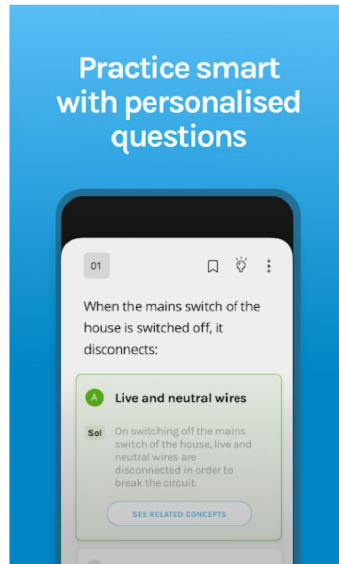 Practice smart
with personalised
questions
01
When the mains switch of the
house is switched off, it
disconnects:
A Live and neutral wires
Sol On switching off the mains
switch of the house, live and
neutral wires are
disconnected in order to
break the circuit.
SEE RELATED CONCEPTS